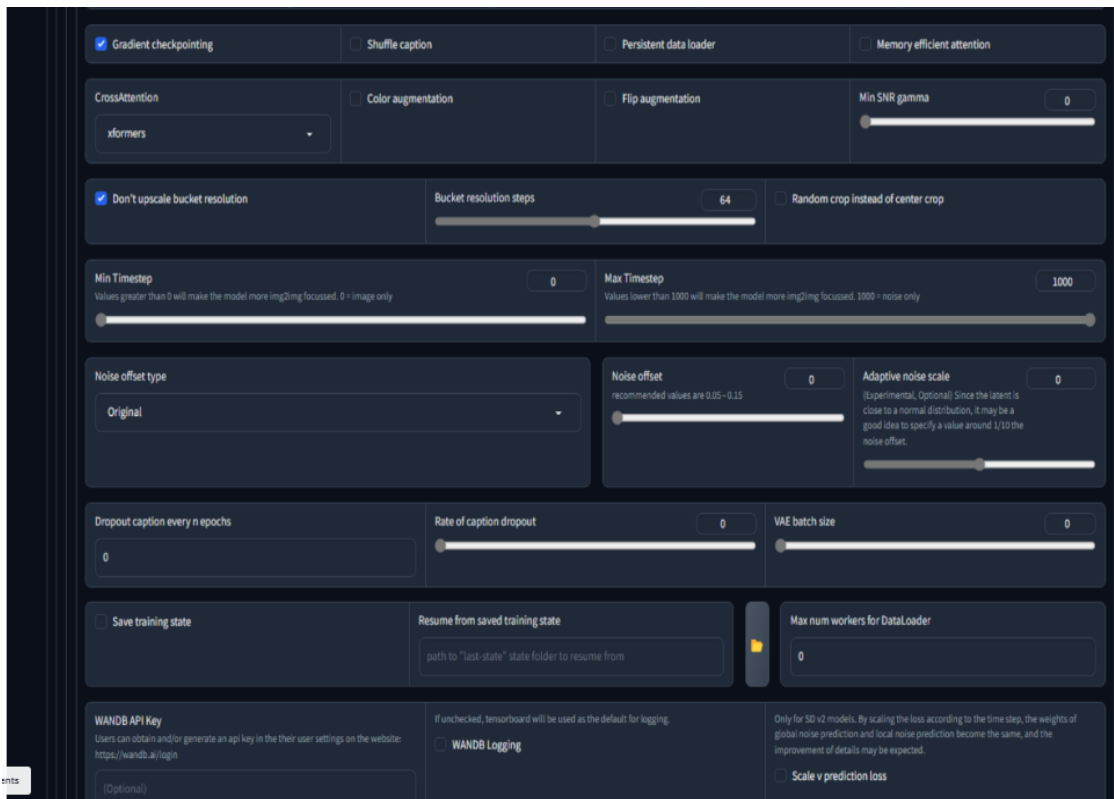 Gradient checkpointing
Shuffle caption
Persistent data loader
Memory efficient attention
CrossAttention
xformers
Color augmentation
Flip augmentation
Min SNR gamma
0
Don't upscale bucket resolution
Bucket resolution steps
64
Random crop instead of center crop
Min Timestep
0
Values greater than 0 will make the model more img2img focussed. 0 = image only
Max Timestep
1000
Values lower than 1000 will make the model more img2img focussed. 1000 = noise only
Noise offset type
Original
Noise offset
0
recommended values are 0.05 - 0.15
Adaptive noise scale
0
(Experimental, Optional) Since the latent is
close to a normal distribution, it may be a
good idea to specify a value around 1/10 the
noise offset.
Dropout caption every n epochs
0
Rate of caption dropout
0
VAE batch size
0
Save training state
Resume from saved training state
path to "last-state" state folder to resume from
Max num workers for DataLoader
0
WANDB API Key
Users can obtain and/or generate an api key in the their user settings on the website:
https://wandb.ai/login
(Optional)
If unchecked, tensorboard will be used as the default for logging.
WANDB Logging
Only for SD v2 models. By scaling the loss according to the time step, the weights of
global noise prediction and local noise prediction become the same, and the
improvement of details may be expected.
Scale v prediction loss
ents